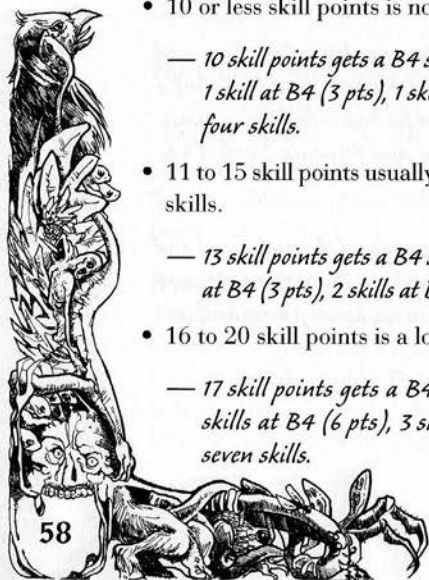 • 10 or less skill points is no
— 10 skill points gets a B4 s
1 skill at B4 (3 pts), 1 sk
four skills.
• 11 to 15 skill points usually
skills.
— 13 skill points gets a B4
at B4 (3 pts), 2 skills at
• 16 to 20 skill points is a lo
— 17 skill points gets a B4
skills at B4 (6 pts), 3 s
seven skills.
58